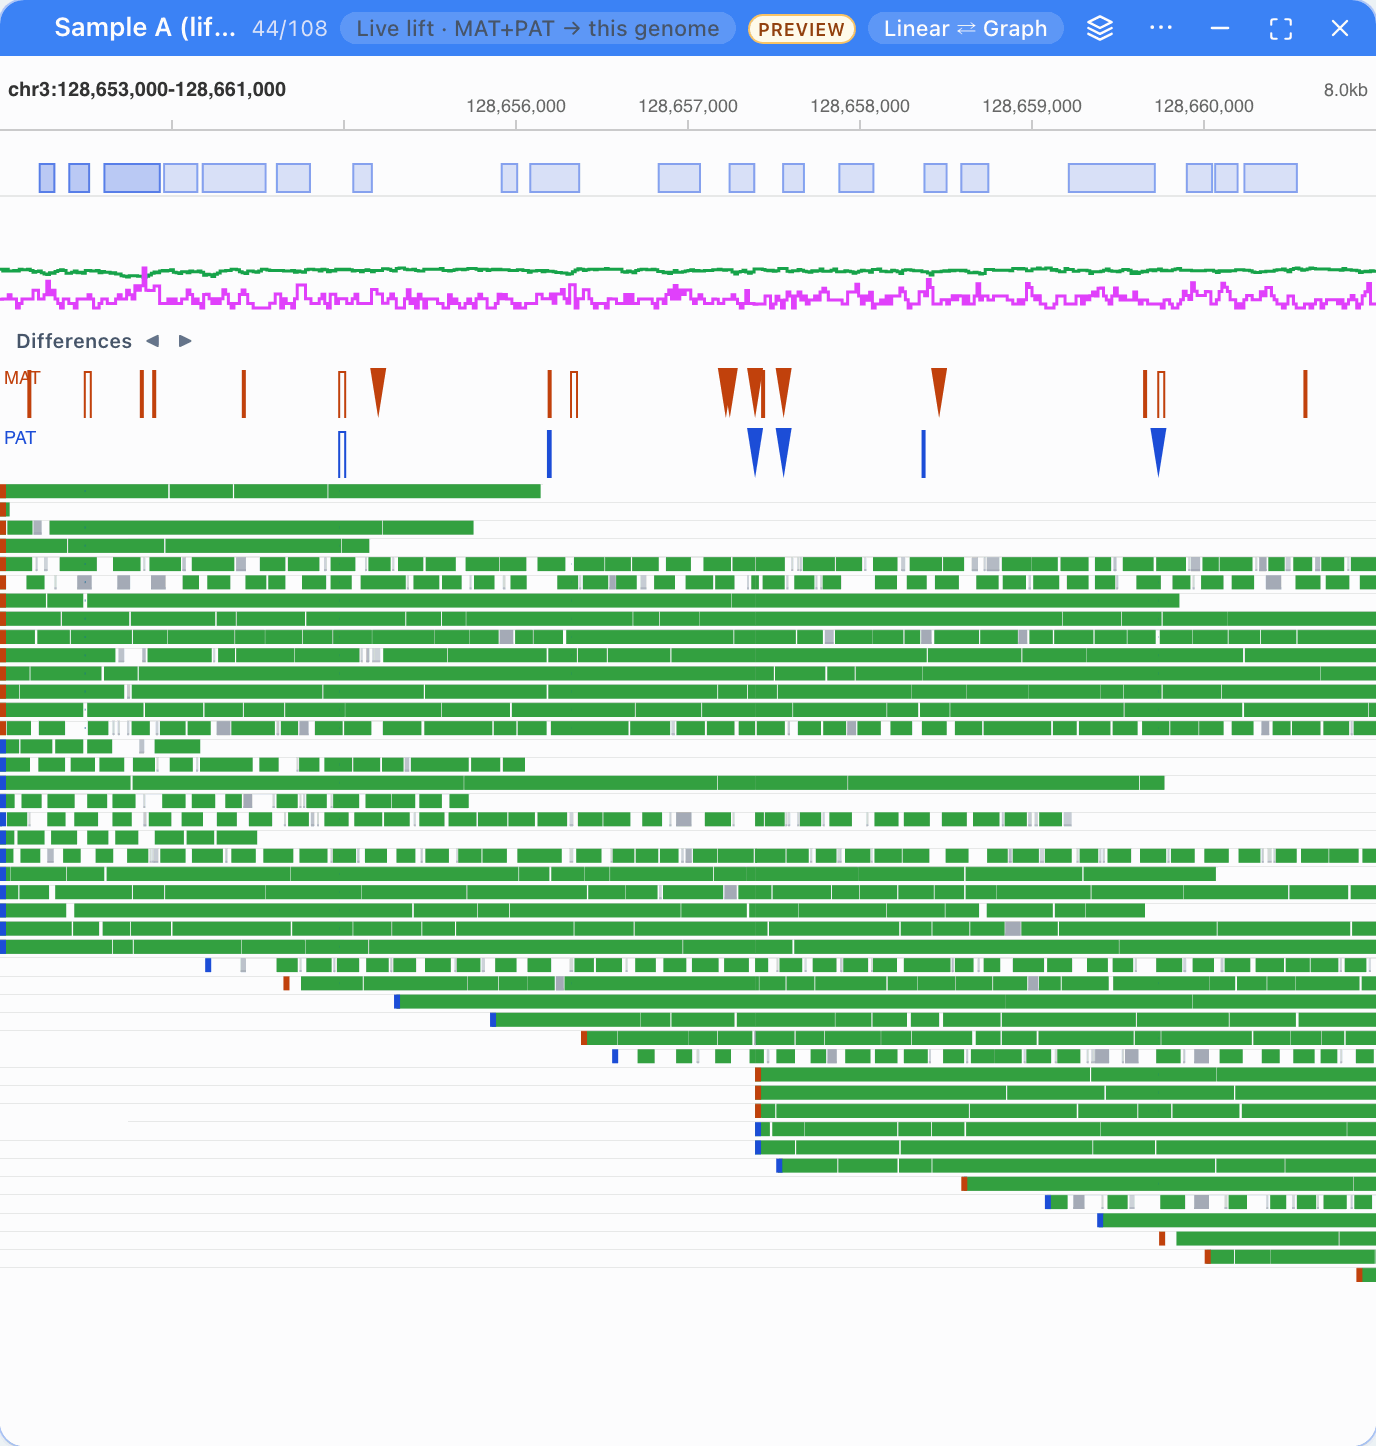 Sample A (lif... 44/108 Live lift · MAT+PAT → this genome PREVIEW Linear ⇌ Graph
chr3:128,653,000-128,661,000
8.0kb
128,656,000 128,657,000 128,658,000 128,659,000 128,660,000
Differences
MAT
PAT